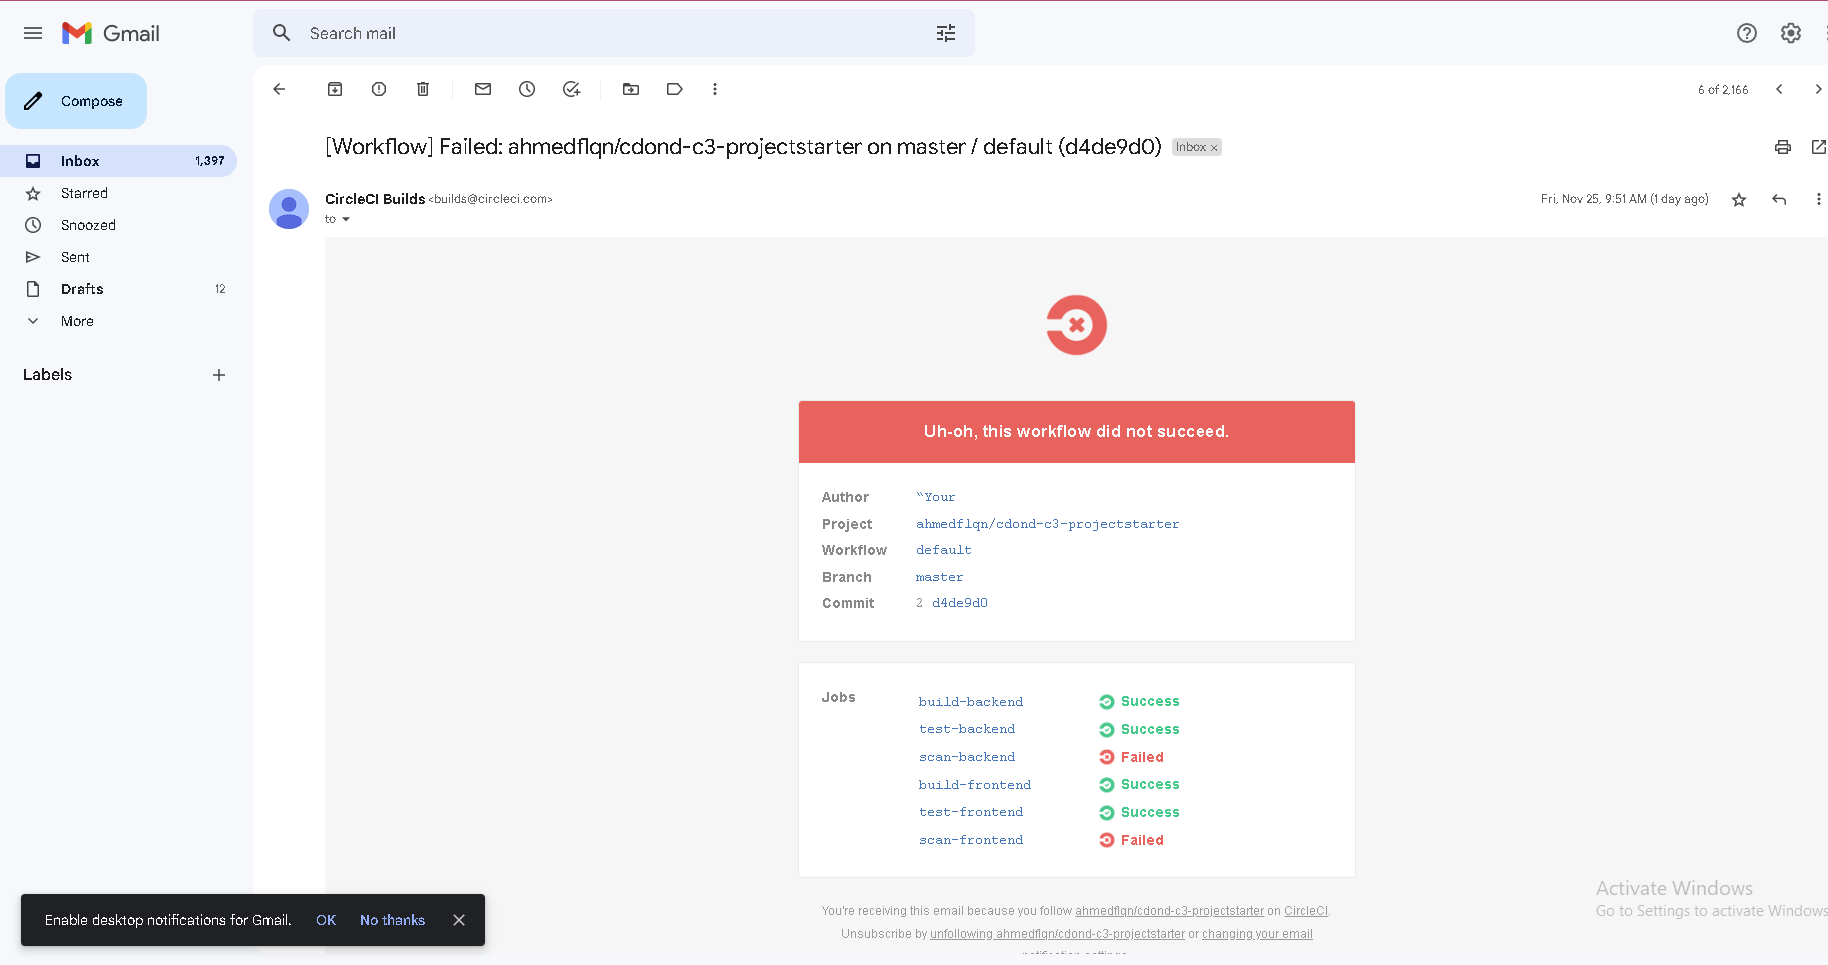 Gmail
Search mail
Compose
6 of 2,166
Inbox 1,397
Starred
Snoozed
Sent
Drafts 12
More
Labels
[Workflow] Failed: ahmedflqn/cdond-c3-projectstarter on master / default (d4de9d0) Inbox x
CircleCI Builds <builds@circleci.com> Fri, Nov 25, 9:51 AM (1 day ago)
to
Uh-oh, this workflow did not succeed.
Author "Your
Project ahmedflqn/cdond-c3-projectstarter
Workflow default
Branch master
Commit 2 d4de9d0
Jobs build-backend Success
test-backend Success
scan-backend Failed
build-frontend Success
test-frontend Success
scan-frontend Failed
You're receiving this email because you follow ahmedflqn/cdond-c3-projectstarter on CircleCI.
Unsubscribe by unfollowing ahmedflqn/cdond-c3-projectstarter or changing your email
Enable desktop notifications for Gmail. OK No thanks
Activate Windows
Go to Settings to activate Windows